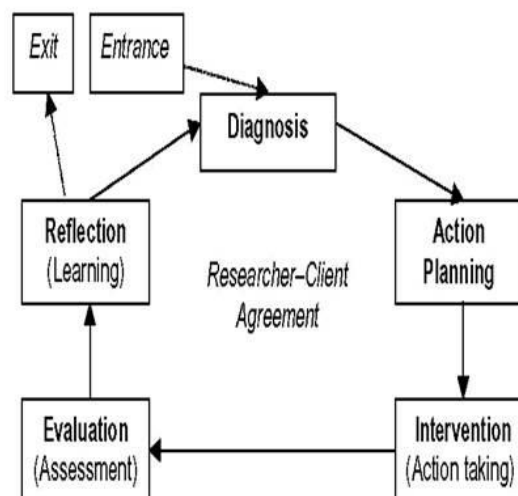 Exit
Entrance
Diagnosis
Reflection
(Learning)
Action
Planning
Researcher–Client
Agreement
Evaluation
(Assessment)
Intervention
(Action taking)